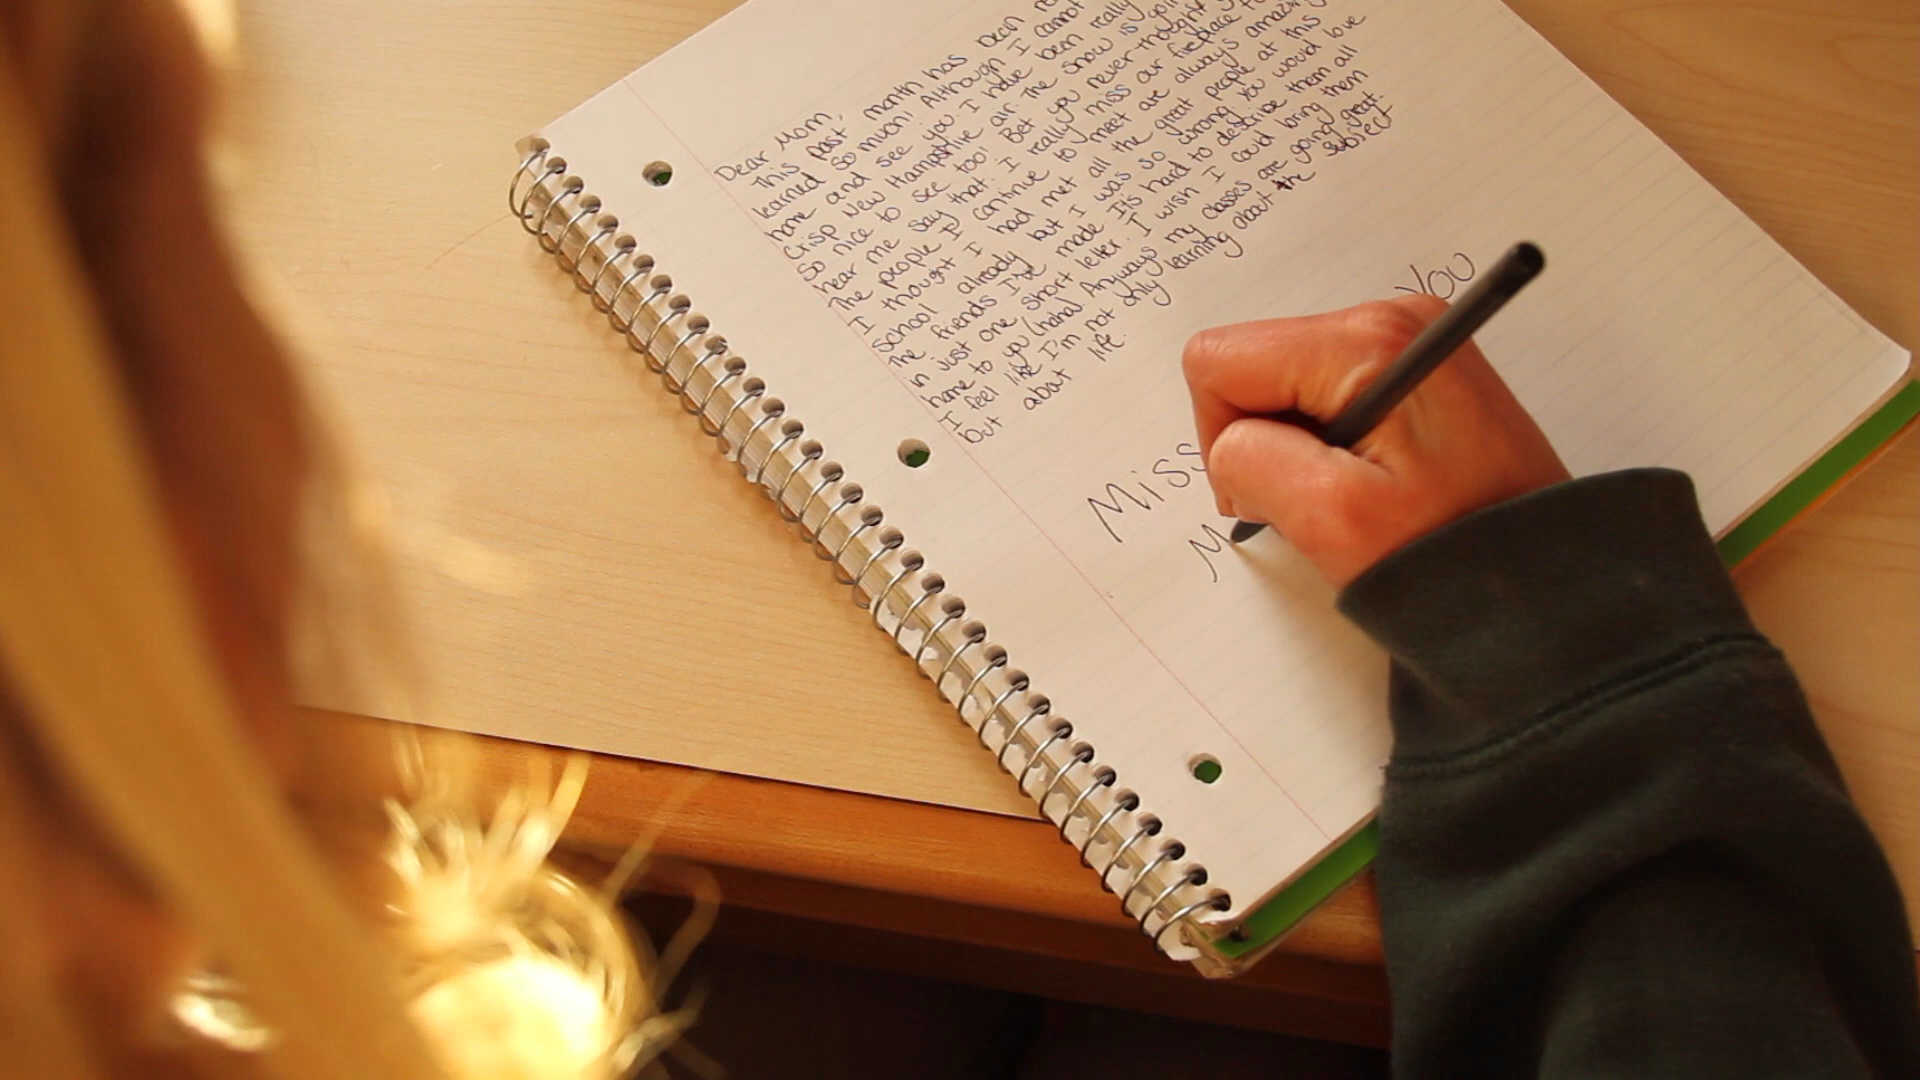 Dear Mom,
This past month has been
learned so much! Although I cannot
home and see you. I have been really
crisp New Hampshire air. The snow is
so nice to see too! Bet you never thought
hear me say that. I really miss our fireplace
The people I continue to meet are always amazing
I thought I had met all the great people at this
school already but I was so wrong. You would love
the friends I've made. It's hard to describe them all
in just one short letter. I wish I could bring them
home to you (haha) Anyways my classes are going great.
I feel like I'm not only learning about the subject
but about life.
Miss You
M